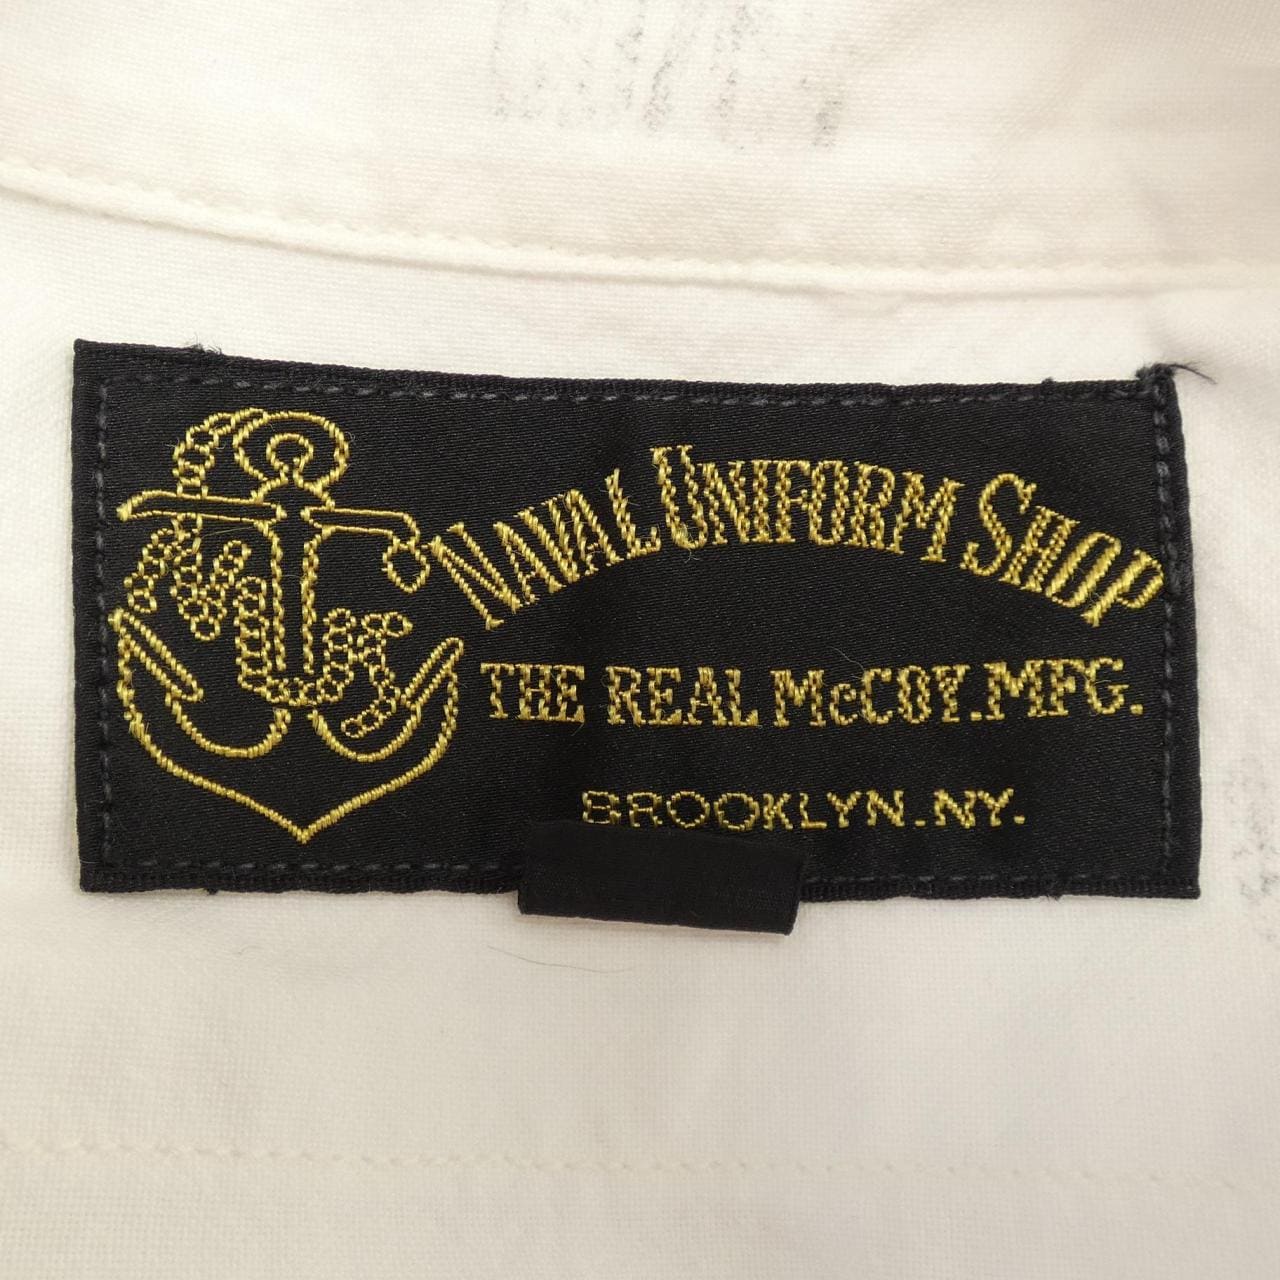 NAVAL UNIFORM SHOP
THE REAL McCOY.MFG.
BROOKLYN.NY.